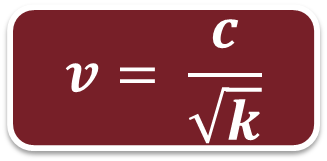 v = c / √k